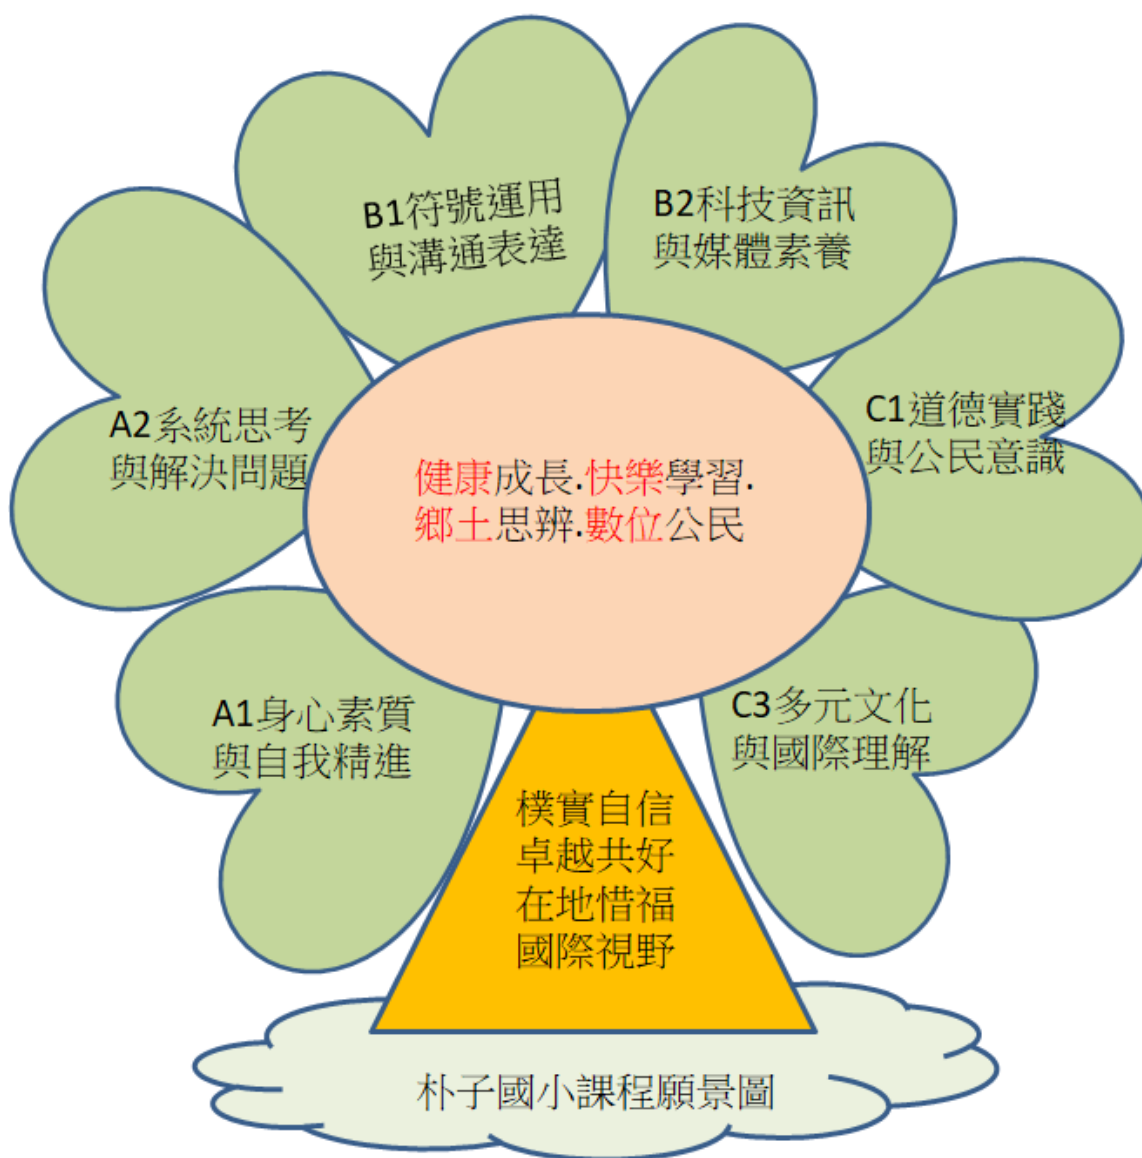 B1符號運用
與溝通表達
B2科技資訊
與媒體素養
A2系統思考
與解決問題
C1道德實踐
與公民意識
健康成長.快樂學習.
鄉土思辨.數位公民
A1身心素質
與自我精進
C3多元文化
與國際理解
樸實自信
卓越共好
在地惜福
國際視野
朴子國小課程願景圖